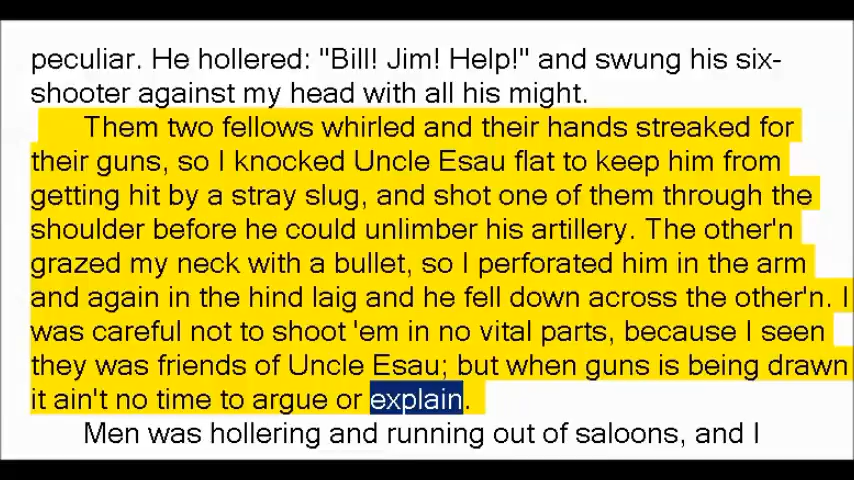 peculiar. He hollered: "Bill! Jim! Help!" and swung his six-
shooter against my head with all his might.
Them two fellows whirled and their hands streaked for
their guns, so I knocked Uncle Esau flat to keep him from
getting hit by a stray slug, and shot one of them through the
shoulder before he could unlimber his artillery. The other'n
grazed my neck with a bullet, so I perforated him in the arm
and again in the hind laig and he fell down across the other'n. I
was careful not to shoot 'em in no vital parts, because I seen
they was friends of Uncle Esau; but when guns is being drawn
it ain't no time to argue or explain.
Men was hollering and running out of saloons, and I